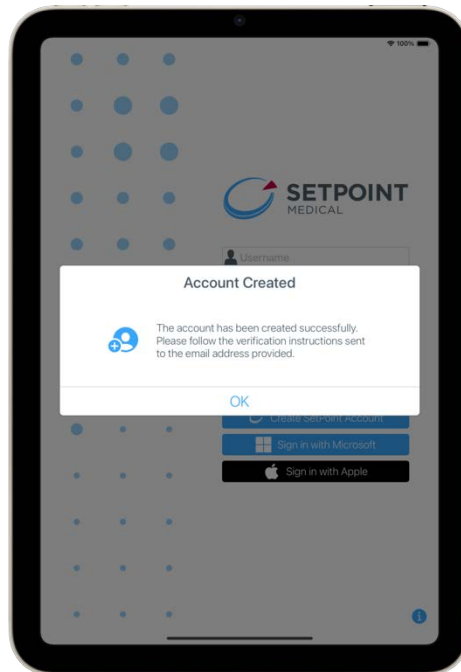 100%
SETPOINT
MEDICAL
Username
Account Created
The account has been created successfully.
Please follow the verification instructions sent
to the email address provided.
OK
Create SetPoint Account
Sign in with Microsoft
Sign in with Apple